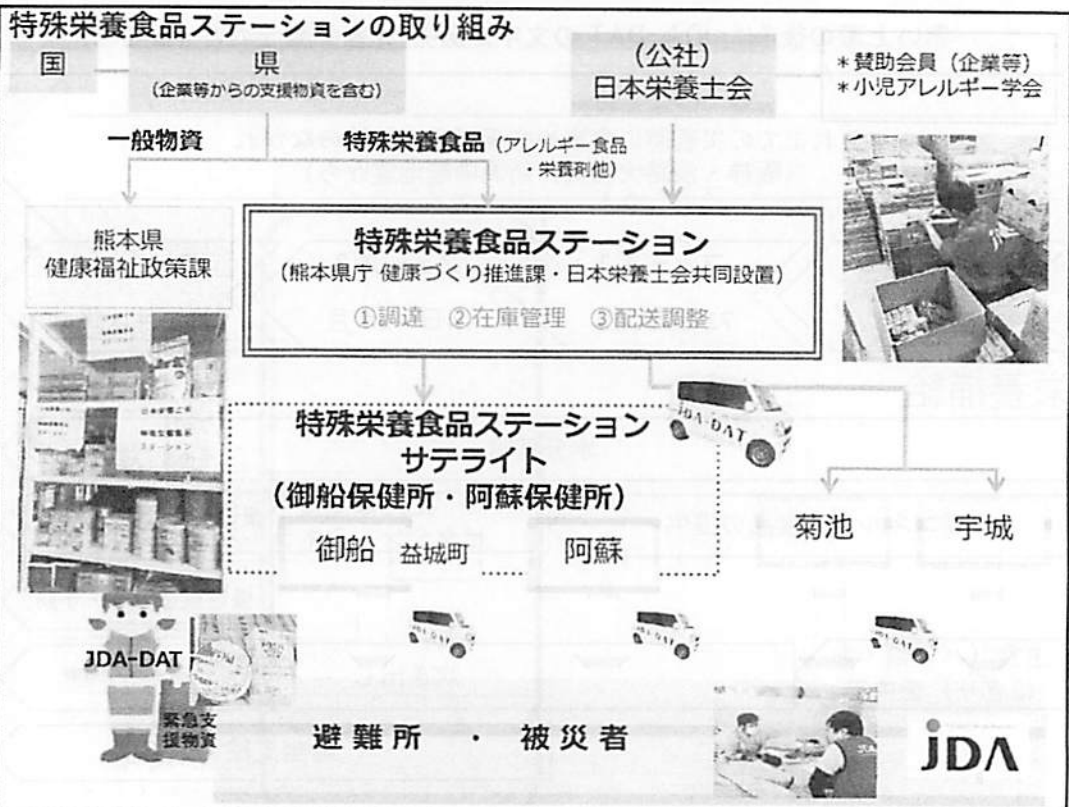 特殊栄養食品ステーションの取り組み
国
県
(企業等からの支援物資を含む)
(公社)
日本栄養士会
*賛助会員(企業等)
*小児アレルギー学会
一般物資
特殊栄養食品(アレルギー食品
・栄養剤他)
熊本県
健康福祉政策課
特殊栄養食品ステーション
(熊本県庁 健康づくり推進課・日本栄養士会共同設置)
①調達 ②在庫管理 ③配送調整
JDA-DAT
特殊栄養食品ステーション
サテライト
(御船保健所・阿蘇保健所)
御船 益城町 阿蘇
菊池
宇城
JDA-DAT
緊急支
援物資
避難所 ・ 被災者
JDA